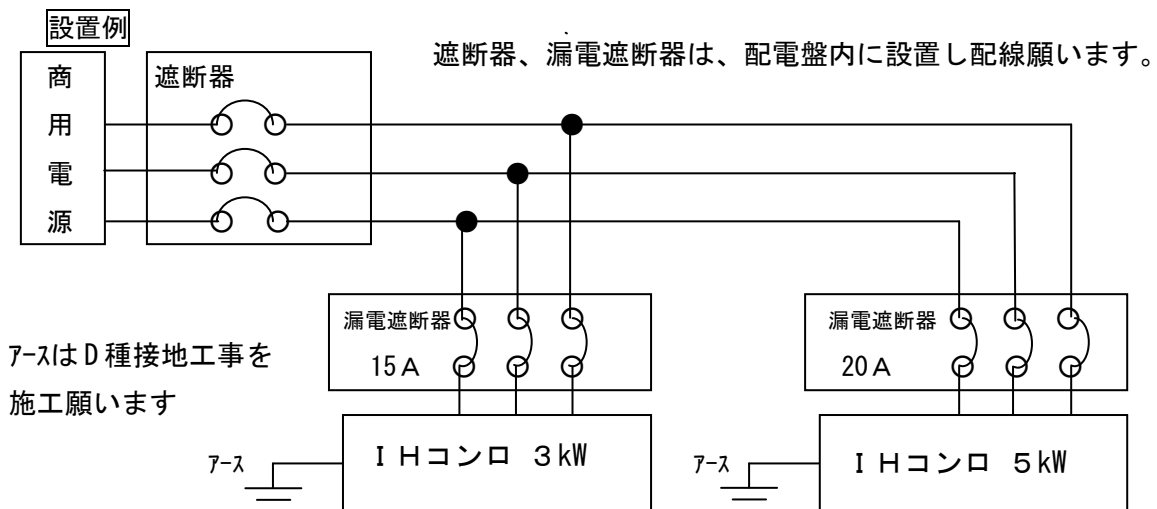 設置例
遮断器、漏電遮断器は、配電盤内に設置し配線願います。
商用電源
遮断器
漏電遮断器
15A
漏電遮断器
20A
ｱｰｽはD種接地工事を
施工願います
ｱｰｽ
IHコンロ 3kW
ｱｰｽ
IHコンロ 5kW